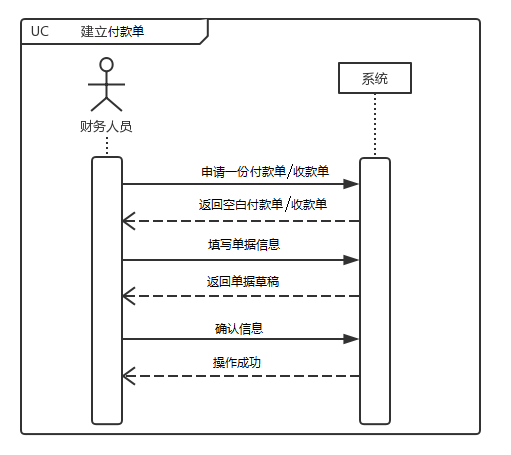 UC 建立付款单
系统
财务人员
申请一份付款单/收款单
返回空白付款单/收款单
填写单据信息
返回单据草稿
确认信息
操作成功